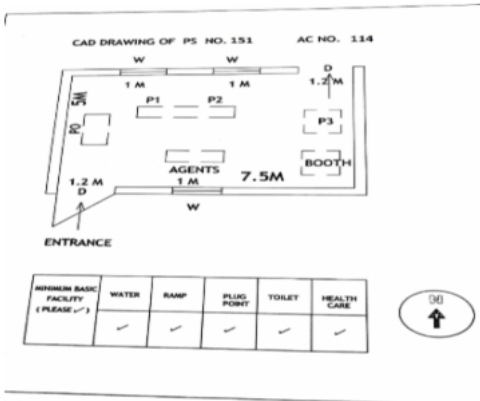 CAD DRAWING OF PS NO. 151 AC NO. 114
W W D
1 M 1 M 1.2 M
5M
P1 P2
P3
PO
AGENTS
BOOTH
1.2 M 1 M 7.5M
D
W
ENTRANCE
MINIMUM BASIC FACILITY ( PLEASE ✓ ) WATER RAMP PLUG POINT TOILET HEALTH CARE
✓ ✓ ✓ ✓ ✓
N